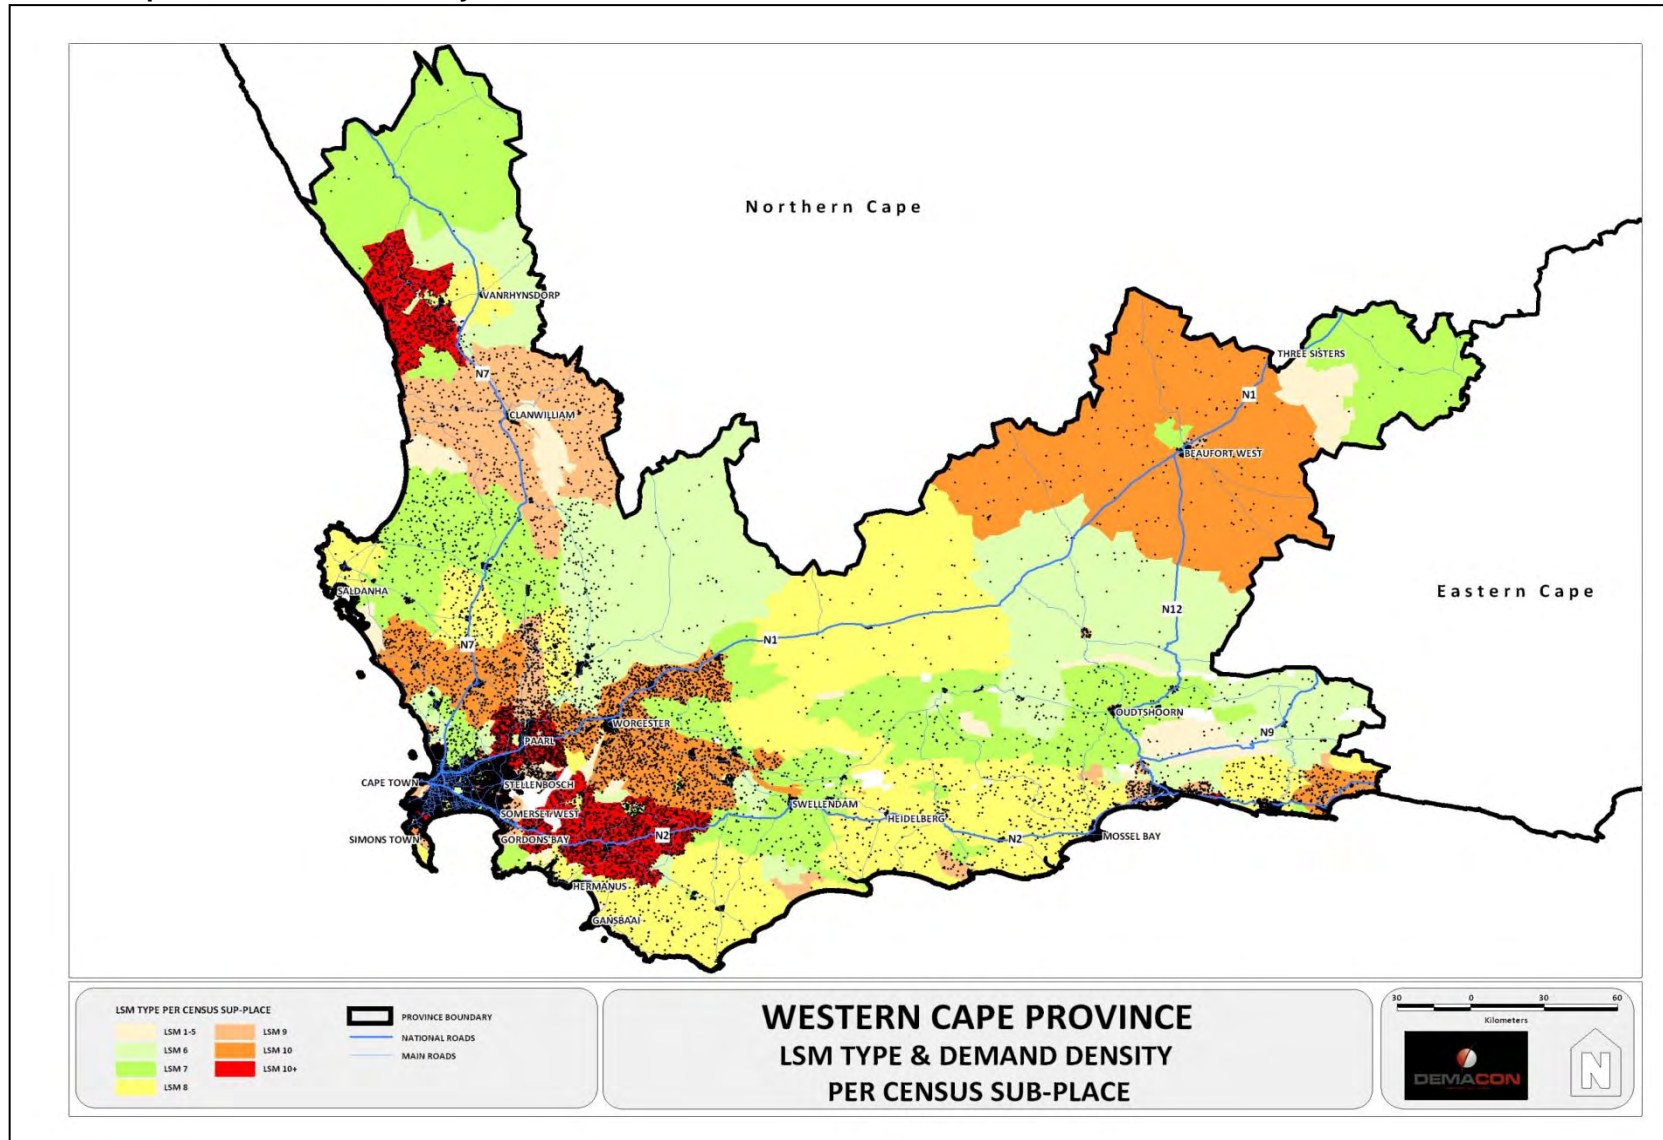 Northern Cape
VANRHYNSDORP
THREE SISTERS
N7
N1
CLANWILLIAM
BEAUFORT WEST
SALDANHA
Eastern Cape
N12
N7
N1
OUDTSHOORN
WORCESTER
N9
PAARL
CAPE TOWN
STELLENBOSCH
SWELLENDAM
SOMERSET WEST
HEIDELBERG
SIMONS TOWN
GORDONS BAY
N2
N2
MOSSEL BAY
HERMANUS
GANSBAAI
LSM TYPE PER CENSUS SUB-PLACE
LSM 1-5
LSM 6
LSM 7
LSM 8
LSM 9
LSM 10
LSM 10+
PROVINCE BOUNDARY
NATIONAL ROADS
MAIN ROADS
WESTERN CAPE PROVINCE
LSM TYPE & DEMAND DENSITY
PER CENSUS SUB-PLACE
30 0 30 60
Kilometers
DEMACON
N